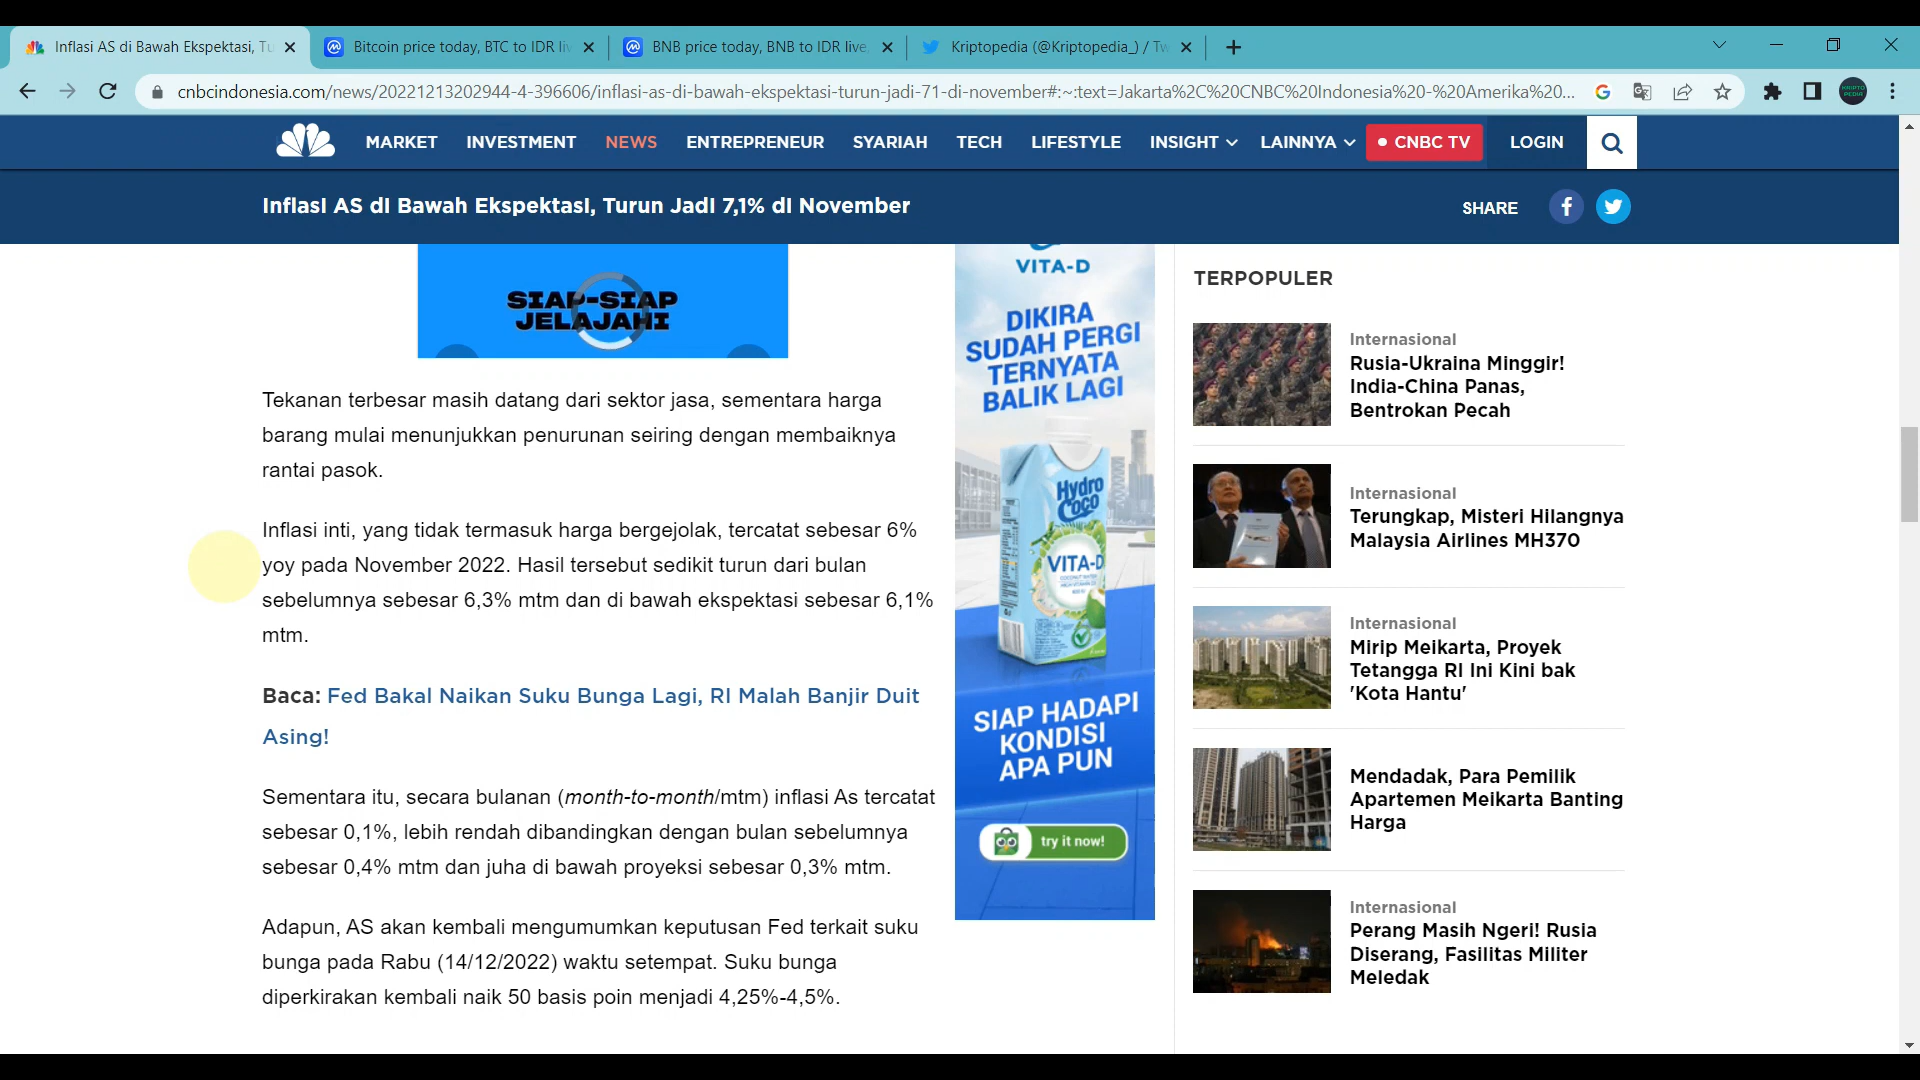 Inflasi AS di Bawah Ekspektasi, Tu
Bitcoin price today, BTC to IDR li
BNB price today, BNB to IDR live,
Kriptopedia (@Kriptopedia_) / Tw
cnbcindonesia.com/news/20221213202944-4-396606/inflasi-as-di-bawah-ekspektasi-turun-jadi-71-di-november#:~:text=Jakarta%2C%20CNBC%20Indonesia%20-%20Amerika%20...
MARKET INVESTMENT NEWS ENTREPRENEUR SYARIAH TECH LIFESTYLE INSIGHT LAINNYA CNBC TV LOGIN
Inflasi AS di Bawah Ekspektasi, Turun Jadi 7,1% di November
SHARE
SIAP-SIAP
JELAJAHI
Tekanan terbesar masih datang dari sektor jasa, sementara harga
barang mulai menunjukkan penurunan seiring dengan membaiknya
rantai pasok.
Inflasi inti, yang tidak termasuk harga bergejolak, tercatat sebesar 6%
yoy pada November 2022. Hasil tersebut sedikit turun dari bulan
sebelumnya sebesar 6,3% mtm dan di bawah ekspektasi sebesar 6,1%
mtm.
Baca: Fed Bakal Naikan Suku Bunga Lagi, RI Malah Banjir Duit
Asing!
Sementara itu, secara bulanan (month-to-month/mtm) inflasi As tercatat
sebesar 0,1%, lebih rendah dibandingkan dengan bulan sebelumnya
sebesar 0,4% mtm dan juha di bawah proyeksi sebesar 0,3% mtm.
Adapun, AS akan kembali mengumumkan keputusan Fed terkait suku
bunga pada Rabu (14/12/2022) waktu setempat. Suku bunga
diperkirakan kembali naik 50 basis poin menjadi 4,25%-4,5%.
VITA-D
DIKIRA
SUDAH PERGI
TERNYATA
BALIK LAGI
Hydro
Coco
VITA-D
SIAP HADAPI
KONDISI
APA PUN
try it now!
TERPOPULER
Internasional
Rusia-Ukraina Minggir!
India-China Panas,
Bentrokan Pecah
Internasional
Terungkap, Misteri Hilangnya
Malaysia Airlines MH370
Internasional
Mirip Meikarta, Proyek
Tetangga RI Ini Kini bak
'Kota Hantu'
Mendadak, Para Pemilik
Apartemen Meikarta Banting
Harga
Internasional
Perang Masih Ngeri! Rusia
Diserang, Fasilitas Militer
Meledak